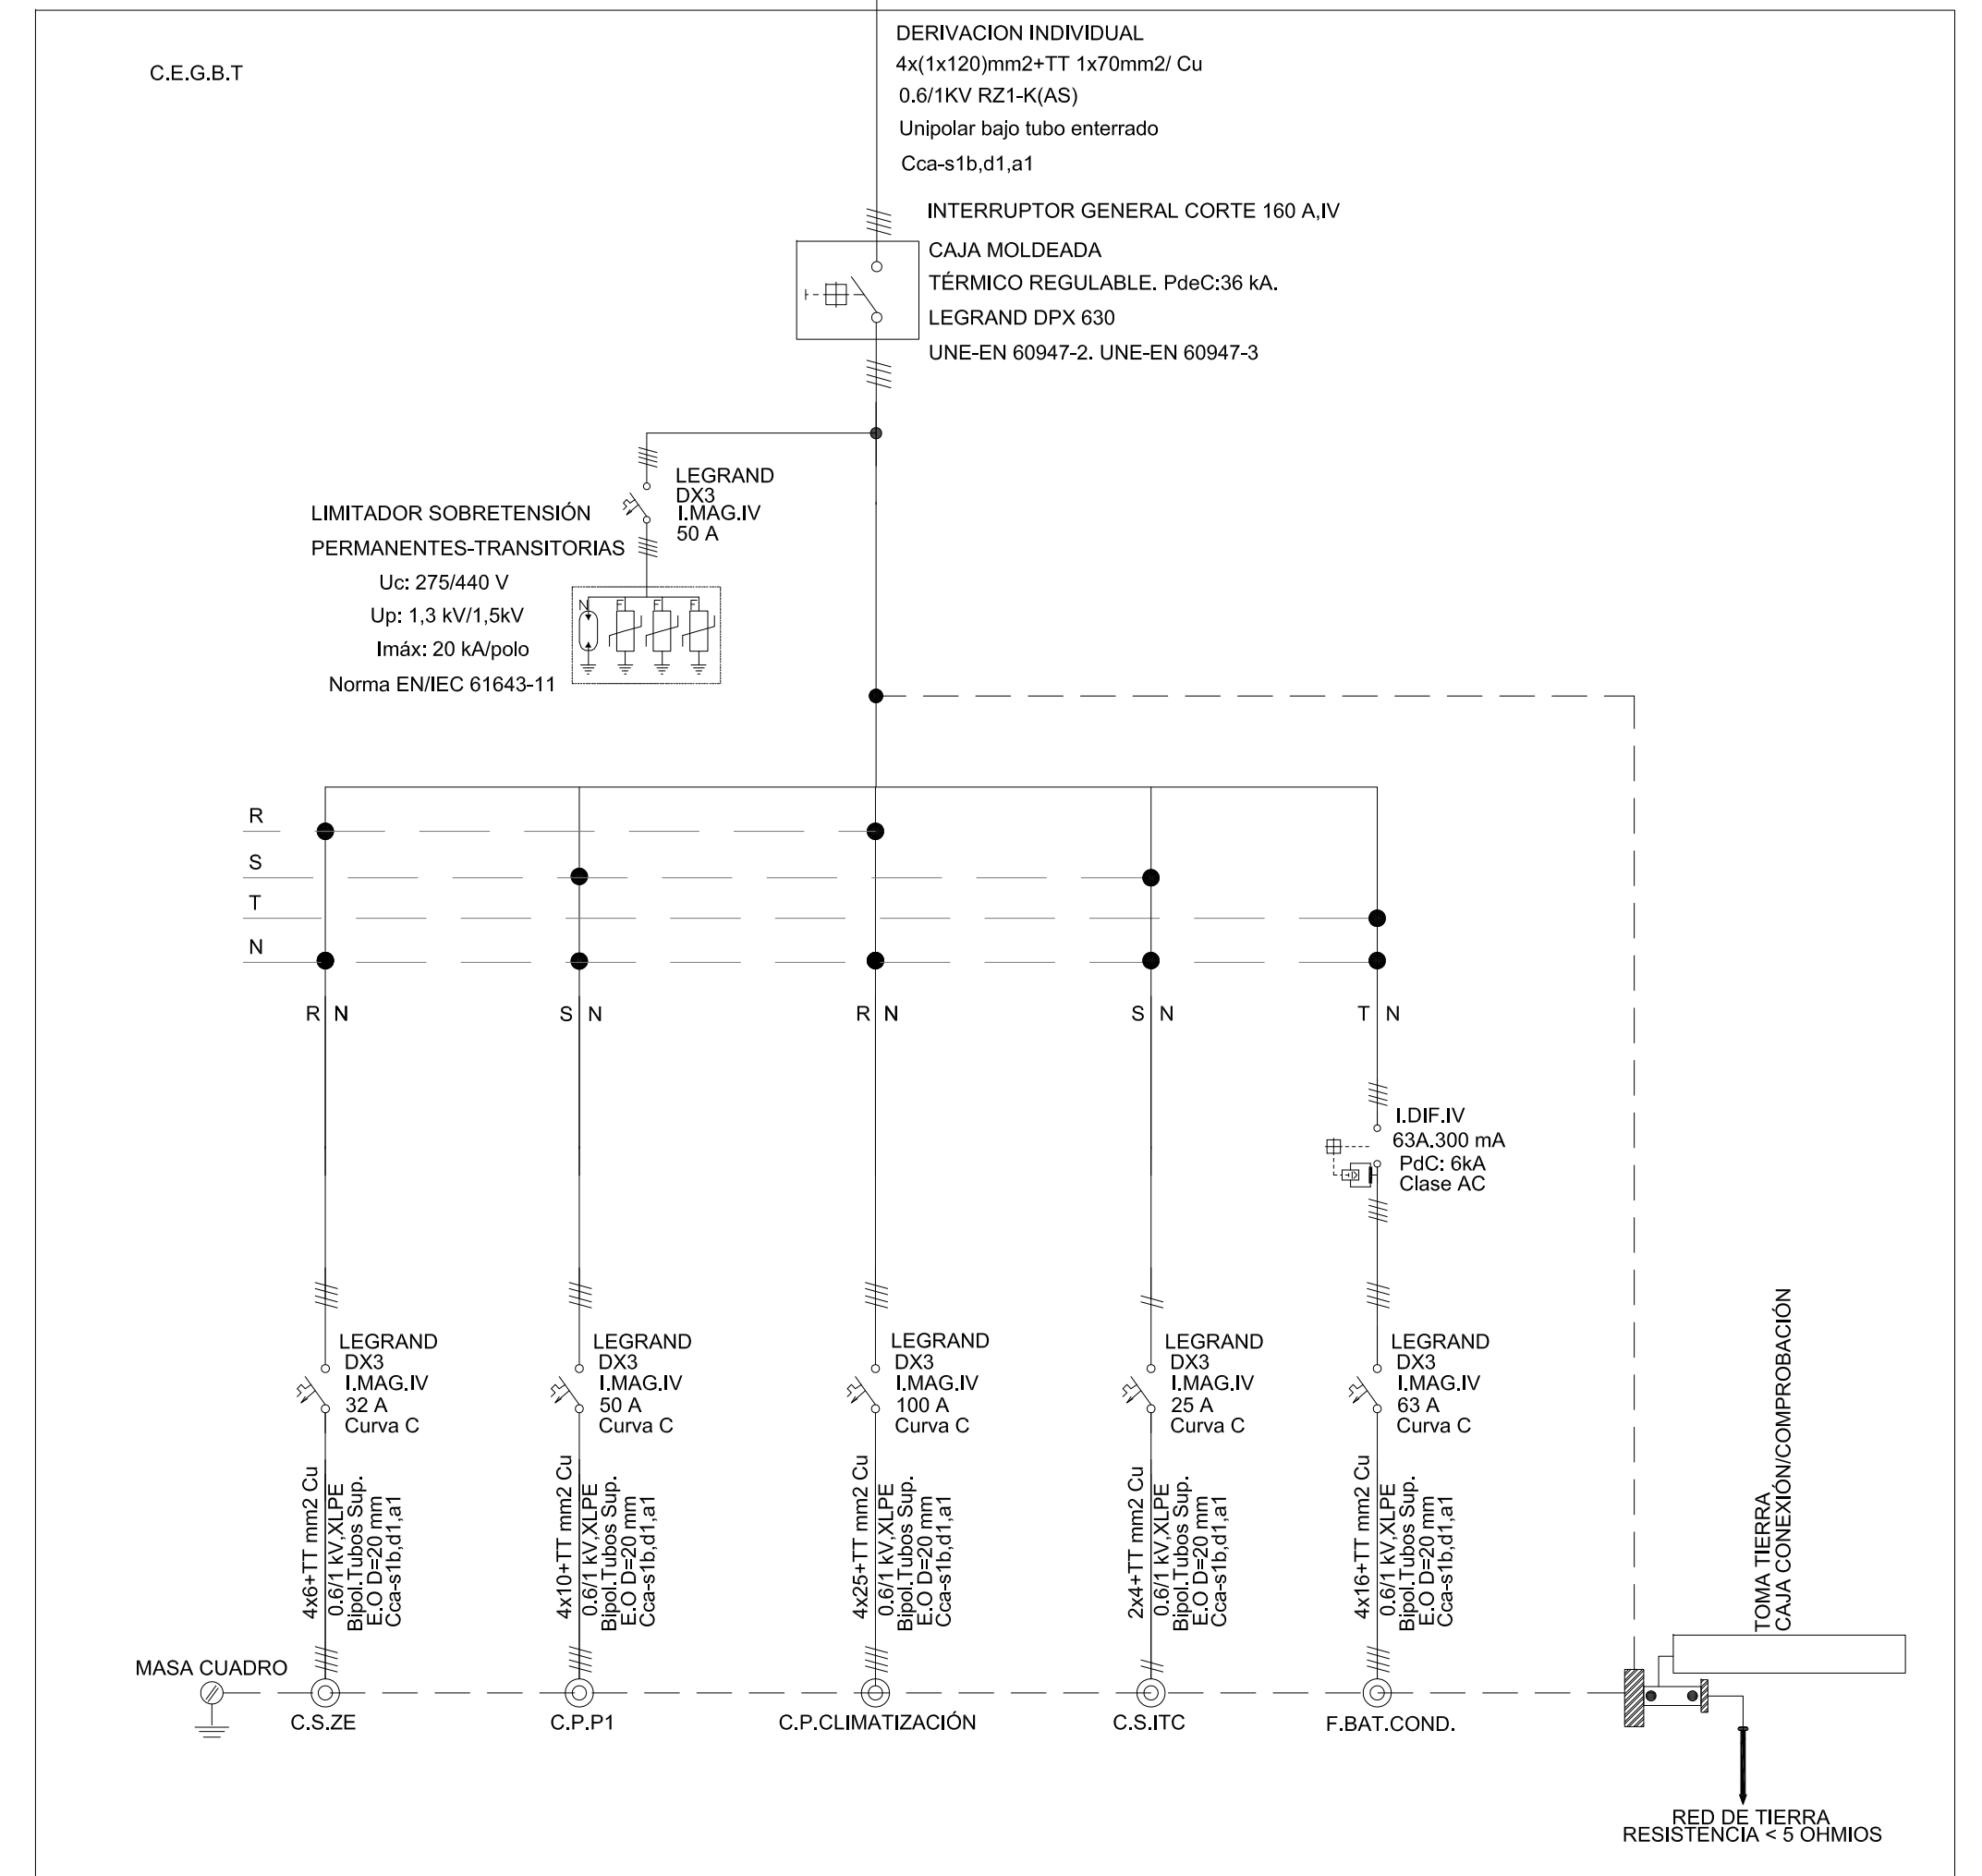 C.E.G.B.T
DERIVACION INDIVIDUAL
4x(1x120)mm2+TT 1x70mm2/ Cu
0.6/1KV RZ1-K(AS)
Unipolar bajo tubo enterrado
Cca-s1b,d1,a1
INTERRUPTOR GENERAL CORTE 160 A,IV
CAJA MOLDEADA
TÉRMICO REGULABLE. PdeC:36 kA.
LEGRAND DPX 630
UNE-EN 60947-2. UNE-EN 60947-3
LEGRAND
DX3
I.MAG.IV
50 A
LIMITADOR SOBRETENSIÓN
PERMANENTES-TRANSITORIAS
Uc: 275/440 V
Up: 1,3 kV/1,5kV
Imáx: 20 kA/polo
Norma EN/IEC 61643-11
N F F F
R
S
T
N
R N
S N
R N
S N
T N
I.DIF.IV
63A.300 mA
PdC: 6kA
Clase AC
LEGRAND
DX3
I.MAG.IV
32 A
Curva C
LEGRAND
DX3
I.MAG.IV
50 A
Curva C
LEGRAND
DX3
I.MAG.IV
100 A
Curva C
LEGRAND
DX3
I.MAG.IV
25 A
Curva C
LEGRAND
DX3
I.MAG.IV
63 A
Curva C
4x6+TT mm2 Cu
0.6/1 kV,XLPE
Bipol.Tubos Sup.
E.O D=20 mm
Cca-s1b,d1,a1
4x10+TT mm2 Cu
0.6/1 kV,XLPE
Bipol.Tubos Sup.
E.O D=20 mm
Cca-s1b,d1,a1
4x25+TT mm2 Cu
0.6/1 kV,XLPE
Bipol.Tubos Sup.
E.O D=20 mm
Cca-s1b,d1,a1
2x4+TT mm2 Cu
0.6/1 kV,XLPE
Bipol.Tubos Sup.
E.O D=20 mm
Cca-s1b,d1,a1
4x16+TT mm2 Cu
0.6/1 kV,XLPE
Bipol.Tubos Sup.
E.O D=20 mm
Cca-s1b,d1,a1
TOMA TIERRA
CAJA CONEXIÓN/COMPROBACIÓN
MASA CUADRO
C.S.ZE
C.P.P1
C.P.CLIMATIZACIÓN
C.S.ITC
F.BAT.COND.
RED DE TIERRA
RESISTENCIA < 5 OHMIOS